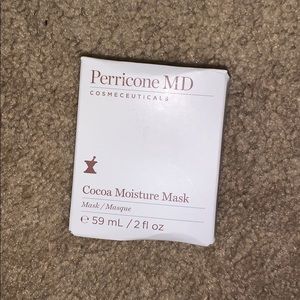 Perricone MD
COSMECEUTICALS
Cocoa Moisture Mask
Mask / Masque
℮ 59 mL / 2 fl oz